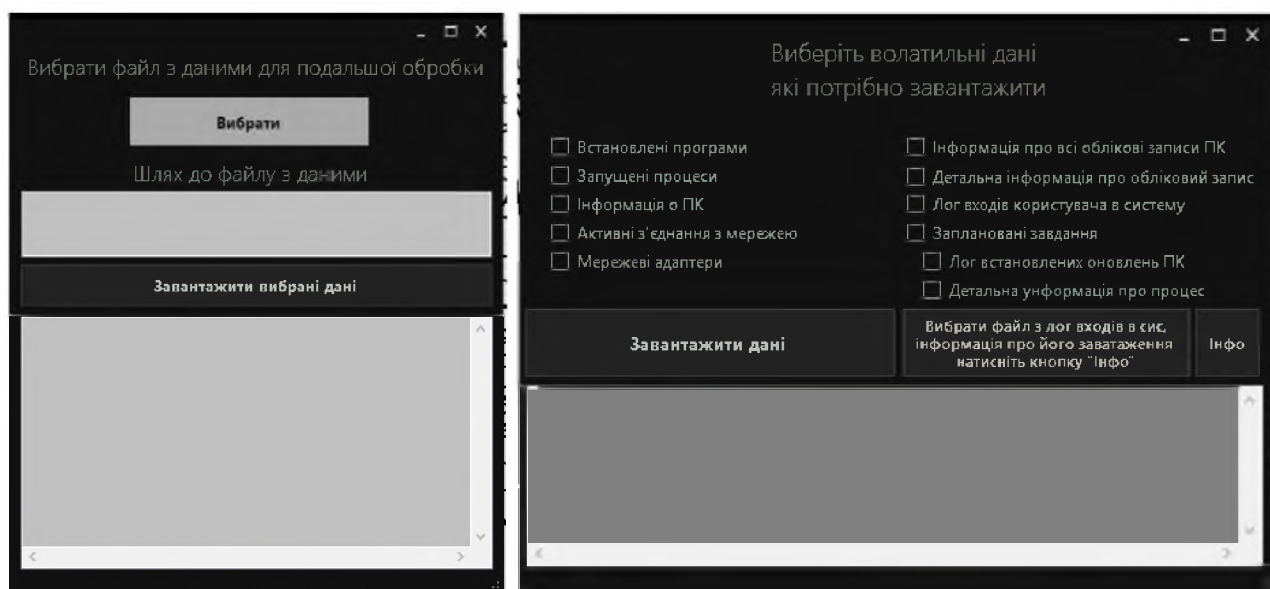 Вибрати файл з даними для подальшої обробки
Вибрати
Шлях до файлу з даними
Завантажити вибрані дані
Виберіть волатильні дані
які потрібно завантажити
Встановлені програми
Запущені процеси
Інформація о ПК
Активні з'єднання з мережею
Мережеві адаптери
Інформація про всі облікові записи ПК
Детальна інформація про обліковий запис
Лог входів користувача в систему
Заплановані завдання
Лог встановлених оновлень ПК
Детальна унформація про процес
Завантажити дані
Вибрати файл з лог входів в сис,
інформація про його заватаження
натисніть кнопку "Інфо"
Інфо